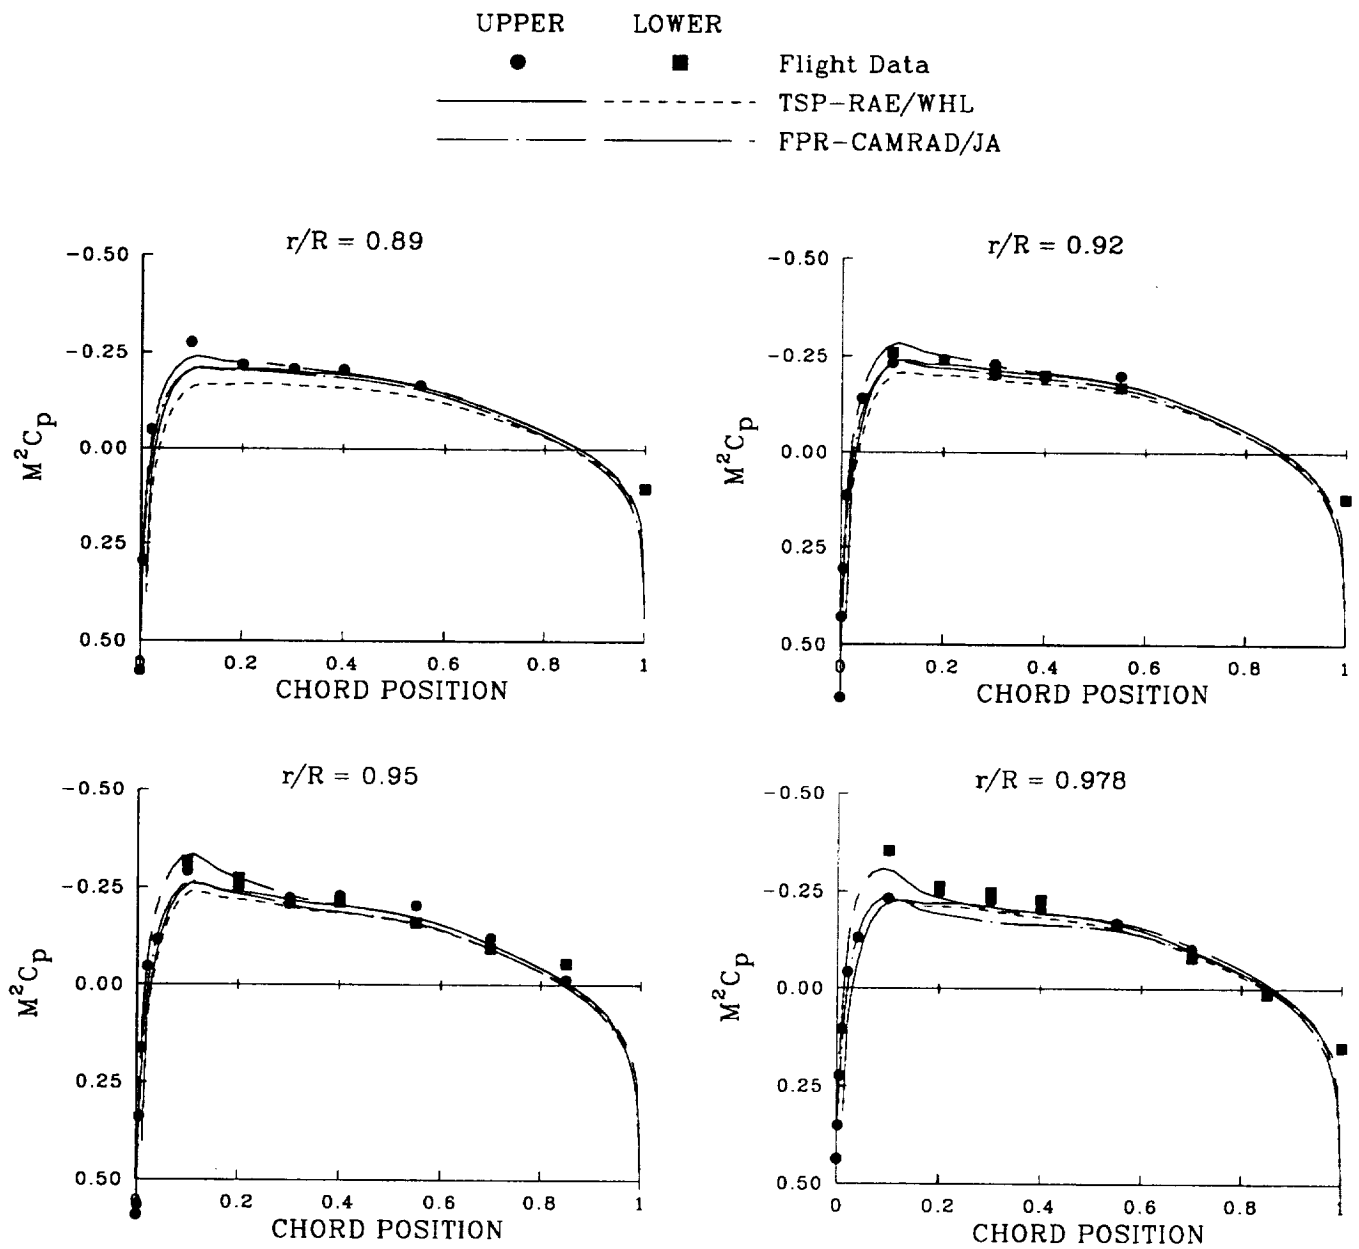 UPPER LOWER
Flight Data
TSP-RAE/WHL
FPR-CAMRAD/JA
r/R = 0.89
-0.50
-0.25
0.00
0.25
0.50
M²Cp
0 0.2 0.4 0.6 0.8 1
CHORD POSITION
r/R = 0.92
-0.50
-0.25
0.00
0.25
0.50
M²Cp
0 0.2 0.4 0.6 0.8 1
CHORD POSITION
r/R = 0.95
-0.50
-0.25
0.00
0.25
0.50
M²Cp
0 0.2 0.4 0.6 0.8 1
CHORD POSITION
r/R = 0.978
-0.50
-0.25
0.00
0.25
0.50
M²Cp
0 0.2 0.4 0.6 0.8 1
CHORD POSITION